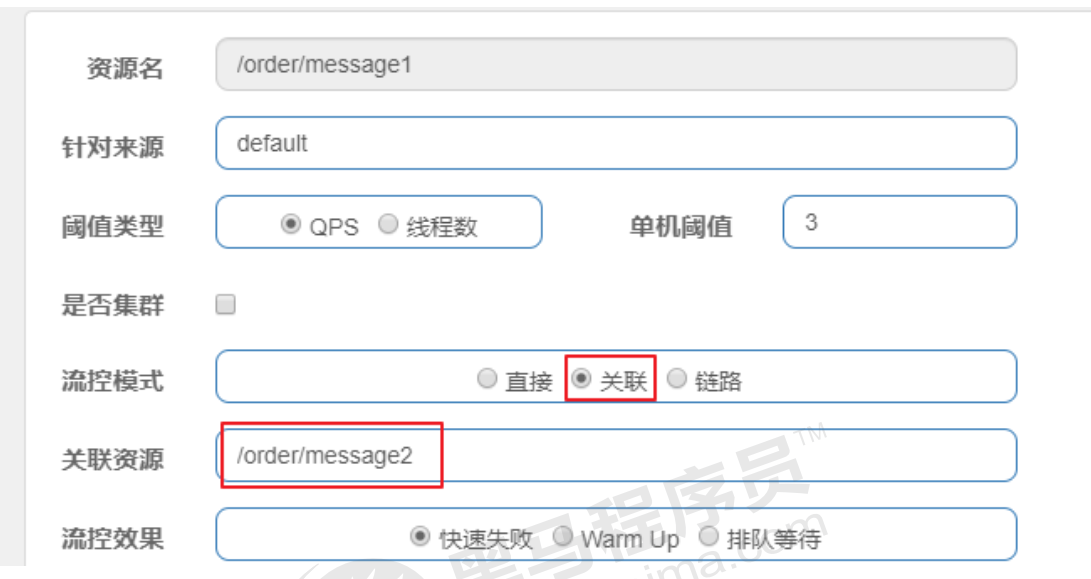 资源名 /order/message1
针对来源 default
阈值类型 QPS 线程数 单机阈值 3
是否集群
流控模式 直接 关联 链路
关联资源 /order/message2
流控效果 快速失败 Warm Up 排队等待
黑马程序员™